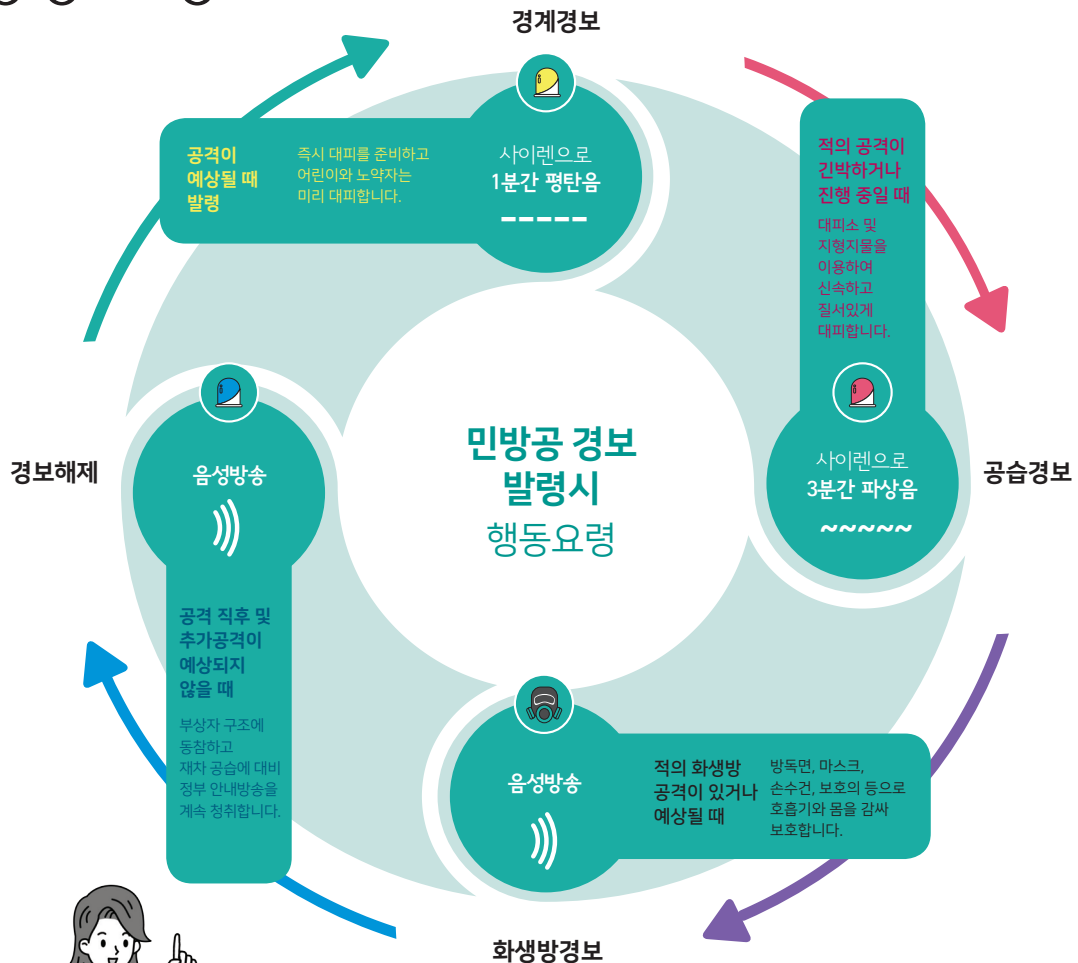 경계경보
공격이
예상될 때
발령
즉시 대피를 준비하고
어린이와 노약자는
미리 대피합니다.
사이렌으로
1분간 평탄음
적의 공격이
긴박하거나
진행 중일 때
대피소 및
지형지물을
이용하여
신속하고
질서있게
대피합니다.
사이렌으로
3분간 파상음
~~~~~
공습경보
민방공 경보
발령시
행동요령
경보해제
음성방송
공격 직후 및
추가공격이
예상되지
않을 때
부상자 구조에
동참하고
재차 공습에 대비
정부 안내방송을
계속 청취합니다.
음성방송
적의 화생방
공격이 있거나
예상될 때
방독면, 마스크,
손수건, 보호의 등으로
호흡기와 몸을 감싸
보호합니다.
화생방경보